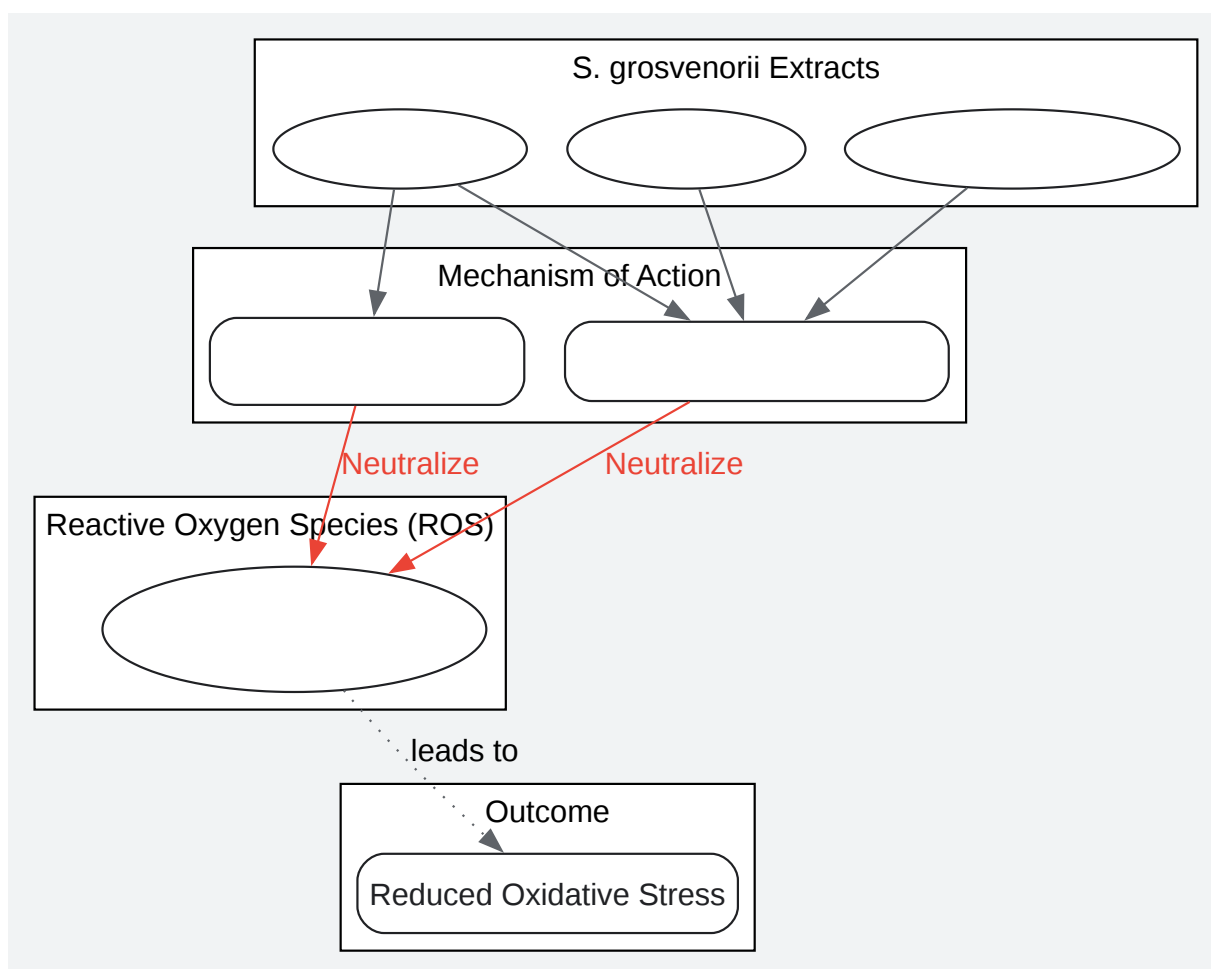 S. grosvenorii Extracts
Mechanism of Action
Neutralize
Neutralize
Reactive Oxygen Species (ROS)
leads to
Outcome
Reduced Oxidative Stress